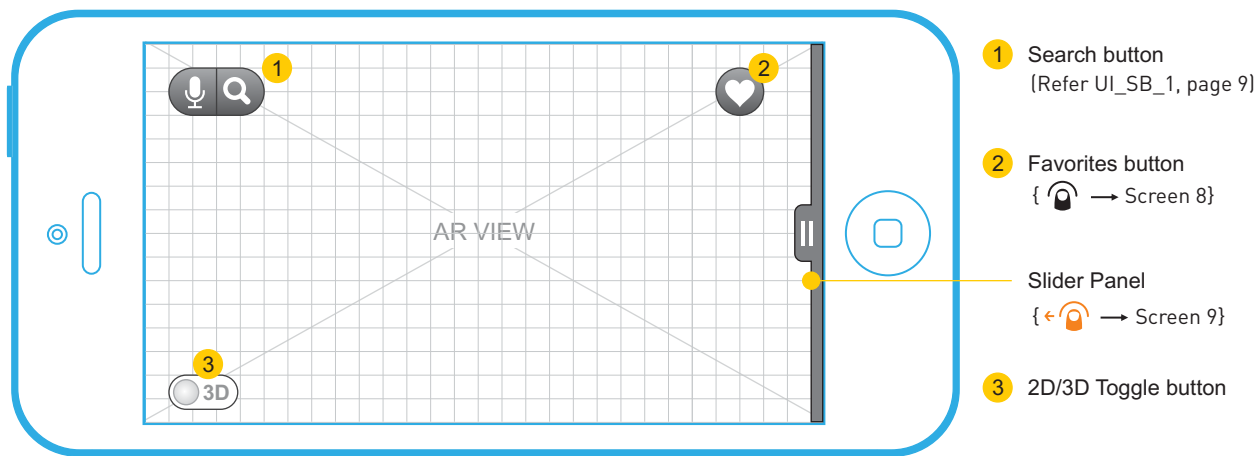 1
2
AR VIEW
3
3D
1 Search button
(Refer UI_SB_1, page 9)
2 Favorites button
{ → Screen 8}
Slider Panel
{ ← → Screen 9}
3 2D/3D Toggle button